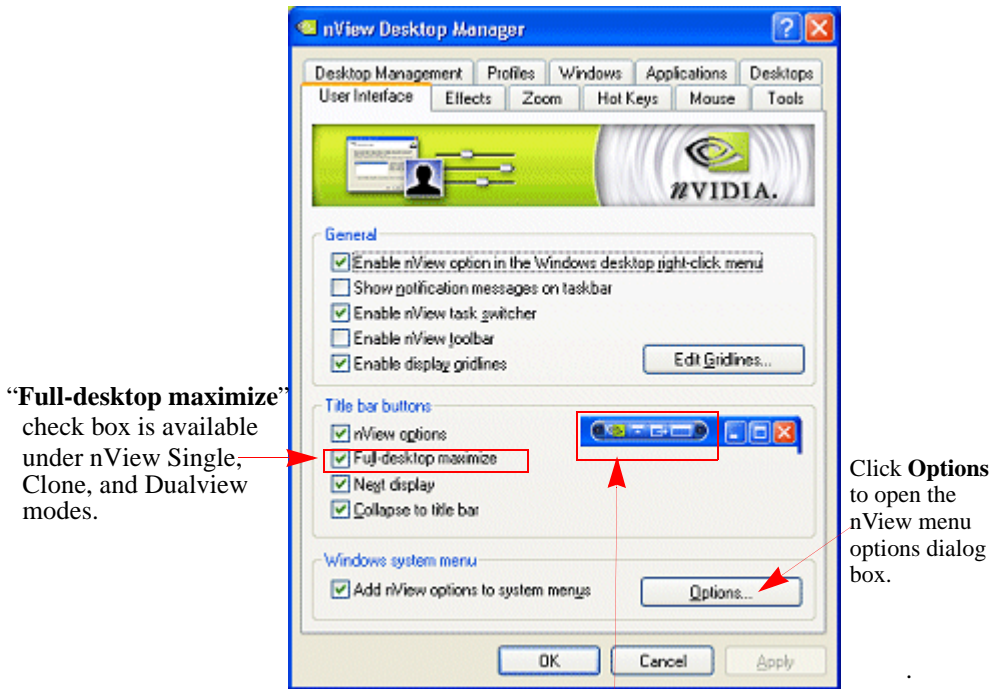 nView Desktop Manager
Desktop Management Profiles Windows Applications Desktops
User Interface Effects Zoom Hot Keys Mouse Tools
nVIDIA.
General
Enable nView option in the Windows desktop right-click menu
Show notification messages on taskbar
Enable nView task switcher
Enable nView toolbar
Enable display gridlines
Edit Gridlines...
“Full-desktop maximize”
check box is available
under nView Single,
Clone, and Dualview
modes.
Title bar buttons
nView options
Full-desktop maximize
Next display
Collapse to title bar
Click Options
to open the
nView menu
options dialog
box.
Windows system menu
Add nView options to system menus
Options...
OK Cancel Apply
.